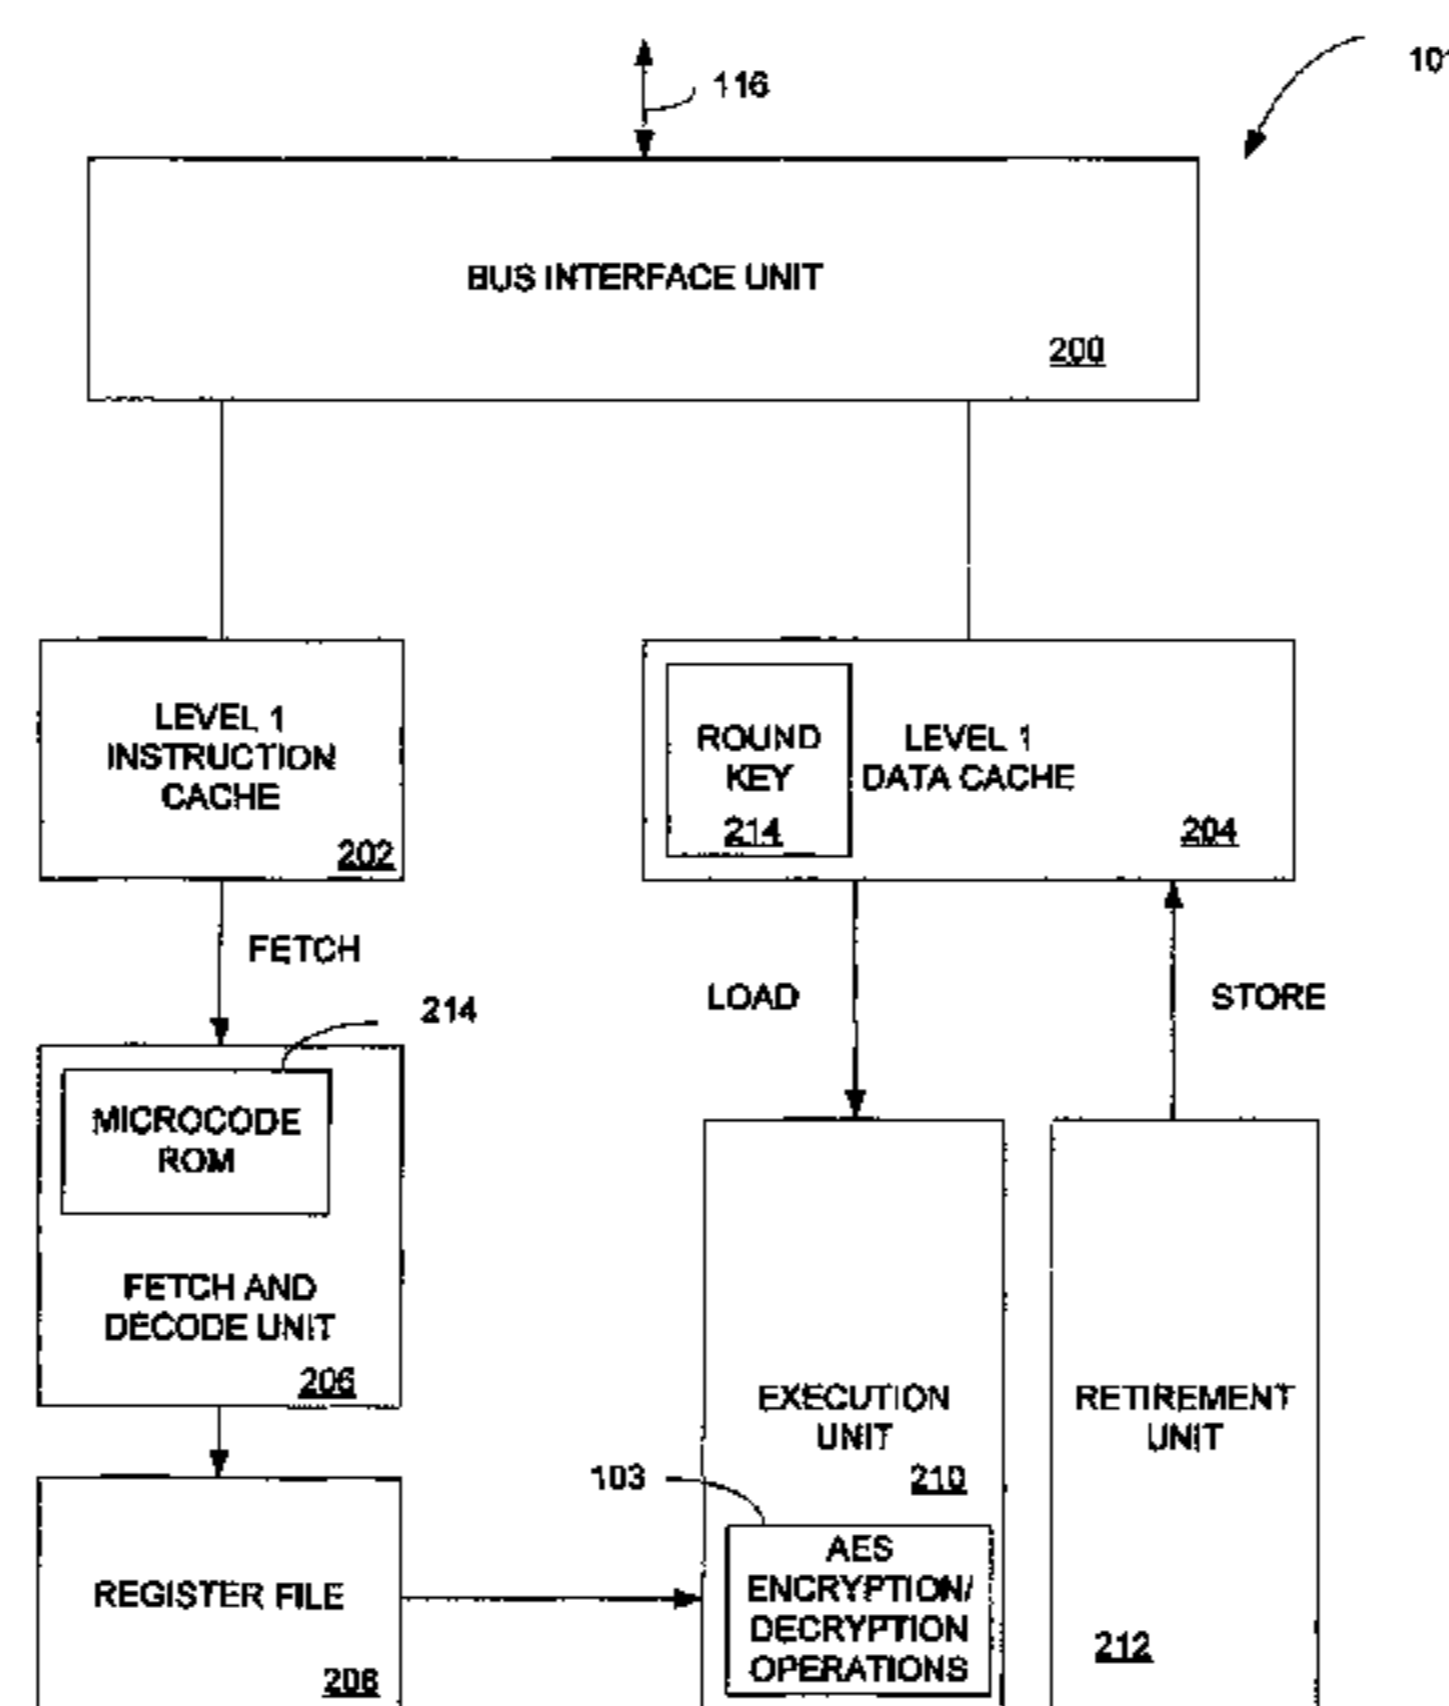 116
101
BUS INTERFACE UNIT
200
LEVEL 1
INSTRUCTION
CACHE
202
ROUND
KEY
214
LEVEL 1
DATA CACHE
204
FETCH
LOAD
STORE
214
MICROCODE
ROM
FETCH AND
DECODE UNIT
206
EXECUTION
UNIT
210
RETIREMENT
UNIT
212
103
AES
ENCRYPTION/
DECRYPTION
OPERATIONS
REGISTER FILE
208